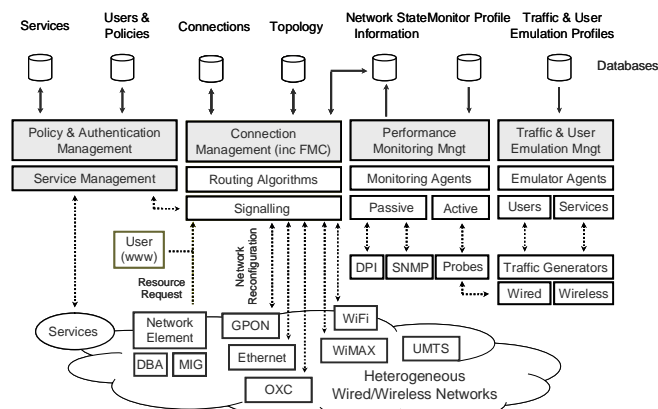 Services
Users &
Policies
Connections
Topology
Network State
Information
Monitor Profile
Traffic & User
Emulation Profiles
Databases
Policy & Authentication
Management
Connection
Management (inc FMC)
Performance
Monitoring Mngt
Traffic & User
Emulation Mngt
Service Management
Routing Algorithms
Monitoring Agents
Emulator Agents
Signalling
Passive
Active
Users
Services
User
(www)
Resource
Request
Network
Reconfiguration
DPI
SNMP
Probes
Traffic Generators
Wired
Wireless
Services
Network
Element
GPON
WiFi
DBA
MIG
Ethernet
WiMAX
UMTS
OXC
Heterogeneous
Wired/Wireless Networks